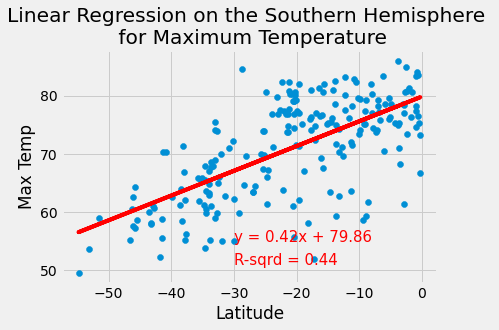 Linear Regression on the Southern Hemisphere
for Maximum Temperature
Max Temp
80
70
60
50
y = 0.42x + 79.86
R-sqrd = 0.44
−50 −40 −30 −20 −10 0
Latitude